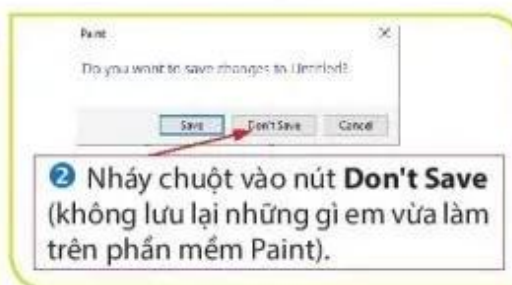 Paint
Do you want to save changes to Untitled?
Save Don't Save Cancel
❷ Nháy chuột vào nút Don't Save
(không lưu lại những gì em vừa làm
trên phần mềm Paint).